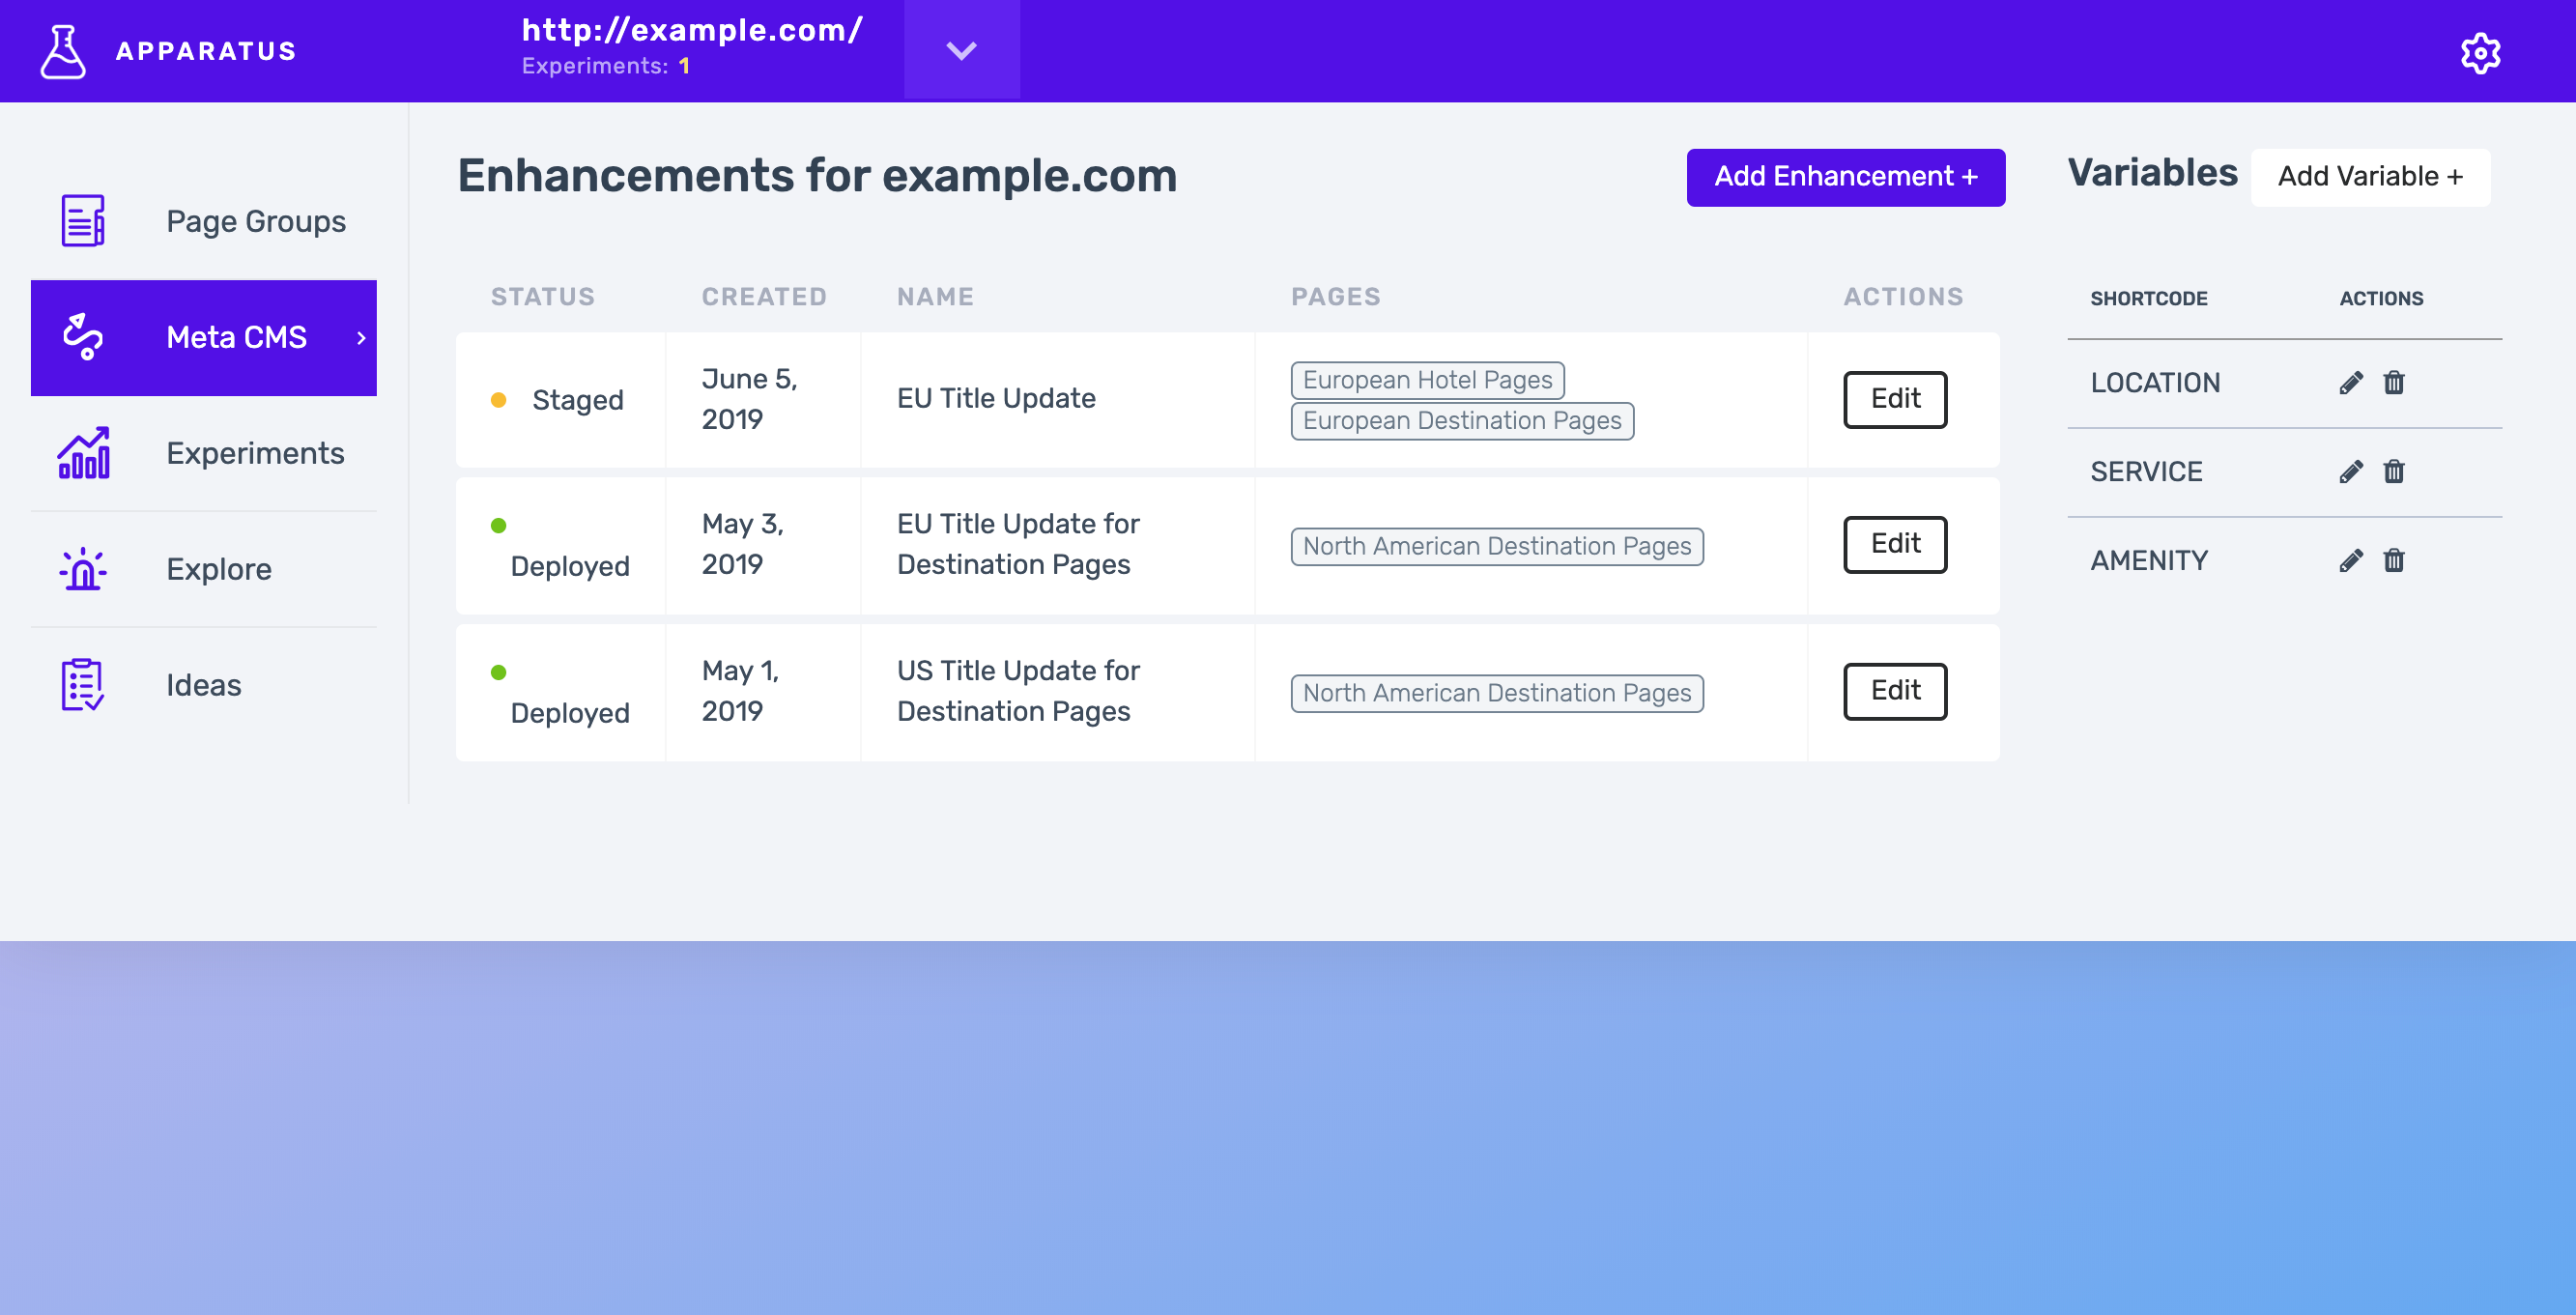 APPARATUS
http://example.com/
Experiments: 1
Page Groups
Meta CMS
Experiments
Explore
Ideas
Enhancements for example.com
Add Enhancement +
STATUS CREATED NAME PAGES ACTIONS
Staged
June 5,
2019
EU Title Update
European Hotel Pages
European Destination Pages
Edit
Deployed
May 3,
2019
EU Title Update for
Destination Pages
North American Destination Pages
Edit
Deployed
May 1,
2019
US Title Update for
Destination Pages
North American Destination Pages
Edit
Variables
Add Variable +
SHORTCODE ACTIONS
LOCATION
SERVICE
AMENITY